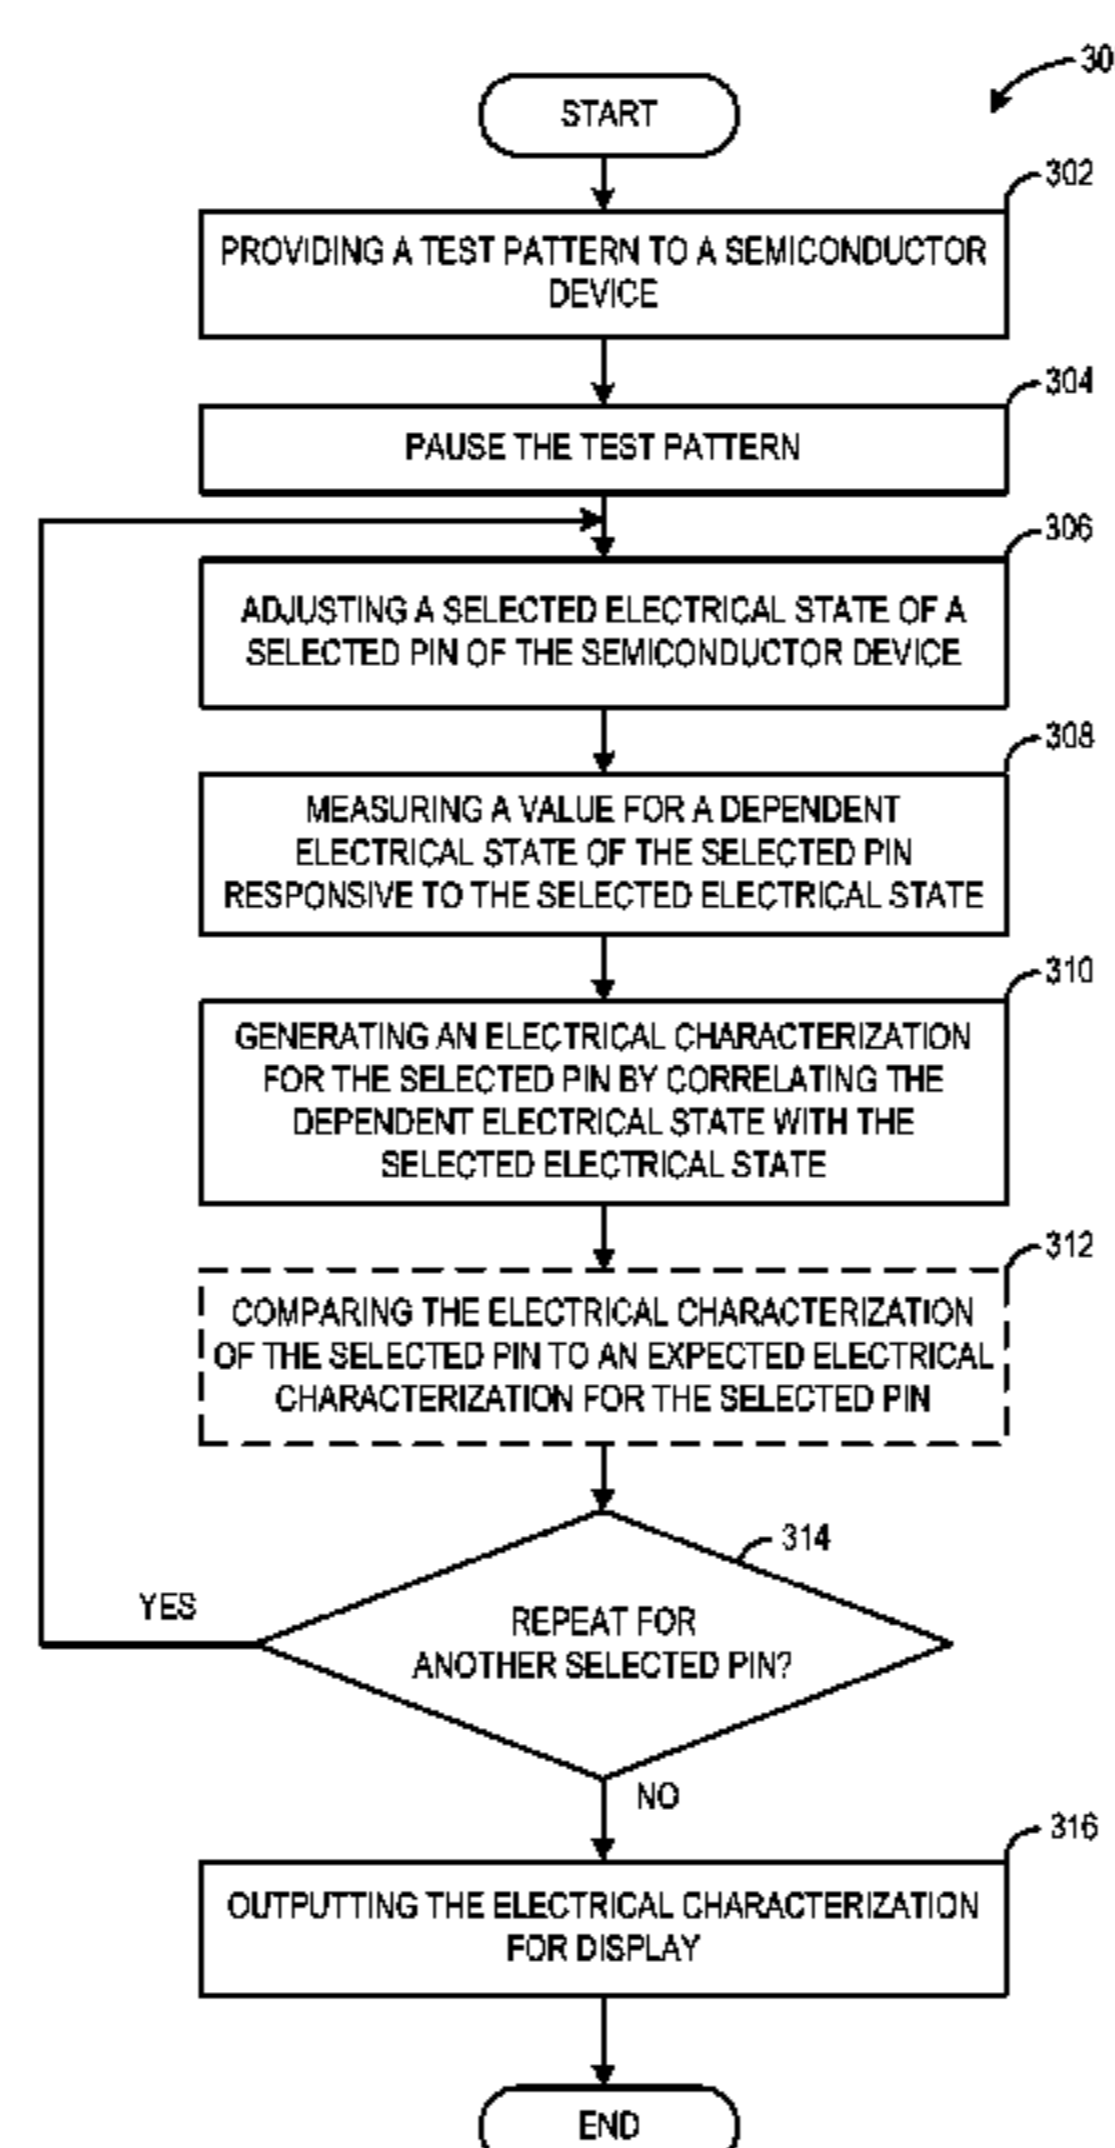 30
START
302
PROVIDING A TEST PATTERN TO A SEMICONDUCTOR
DEVICE
304
PAUSE THE TEST PATTERN
306
ADJUSTING A SELECTED ELECTRICAL STATE OF A
SELECTED PIN OF THE SEMICONDUCTOR DEVICE
308
MEASURING A VALUE FOR A DEPENDENT
ELECTRICAL STATE OF THE SELECTED PIN
RESPONSIVE TO THE SELECTED ELECTRICAL STATE
310
GENERATING AN ELECTRICAL CHARACTERIZATION
FOR THE SELECTED PIN BY CORRELATING THE
DEPENDENT ELECTRICAL STATE WITH THE
SELECTED ELECTRICAL STATE
312
COMPARING THE ELECTRICAL CHARACTERIZATION
OF THE SELECTED PIN TO AN EXPECTED ELECTRICAL
CHARACTERIZATION FOR THE SELECTED PIN
314
YES
REPEAT FOR
ANOTHER SELECTED PIN?
NO
316
OUTPUTTING THE ELECTRICAL CHARACTERIZATION
FOR DISPLAY
END